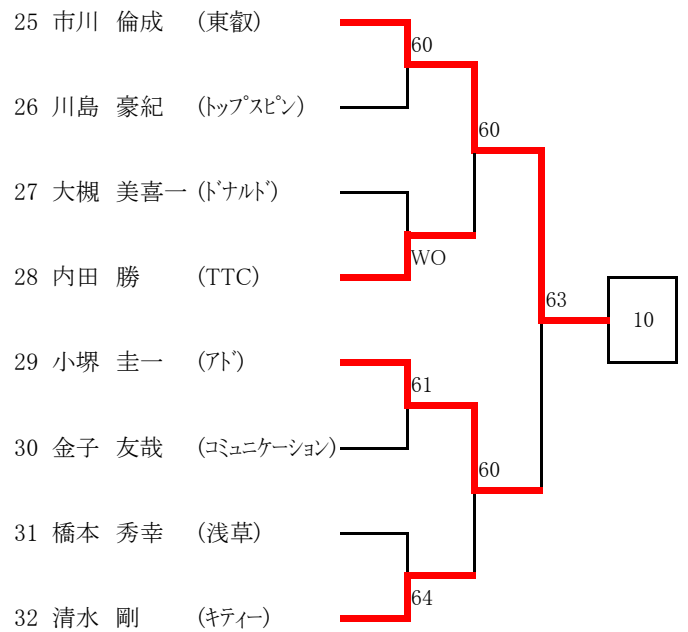 25 市川 倫成 (東叡)
60
26 川島 豪紀 (トップスピン)
60
27 大槻 美喜一 (ドナルド)
WO
28 内田 勝 (TTC)
63
10
29 小堺 圭一 (アド)
61
30 金子 友哉 (コミュニケーション)
60
31 橋本 秀幸 (浅草)
64
32 清水 剛 (キティー)